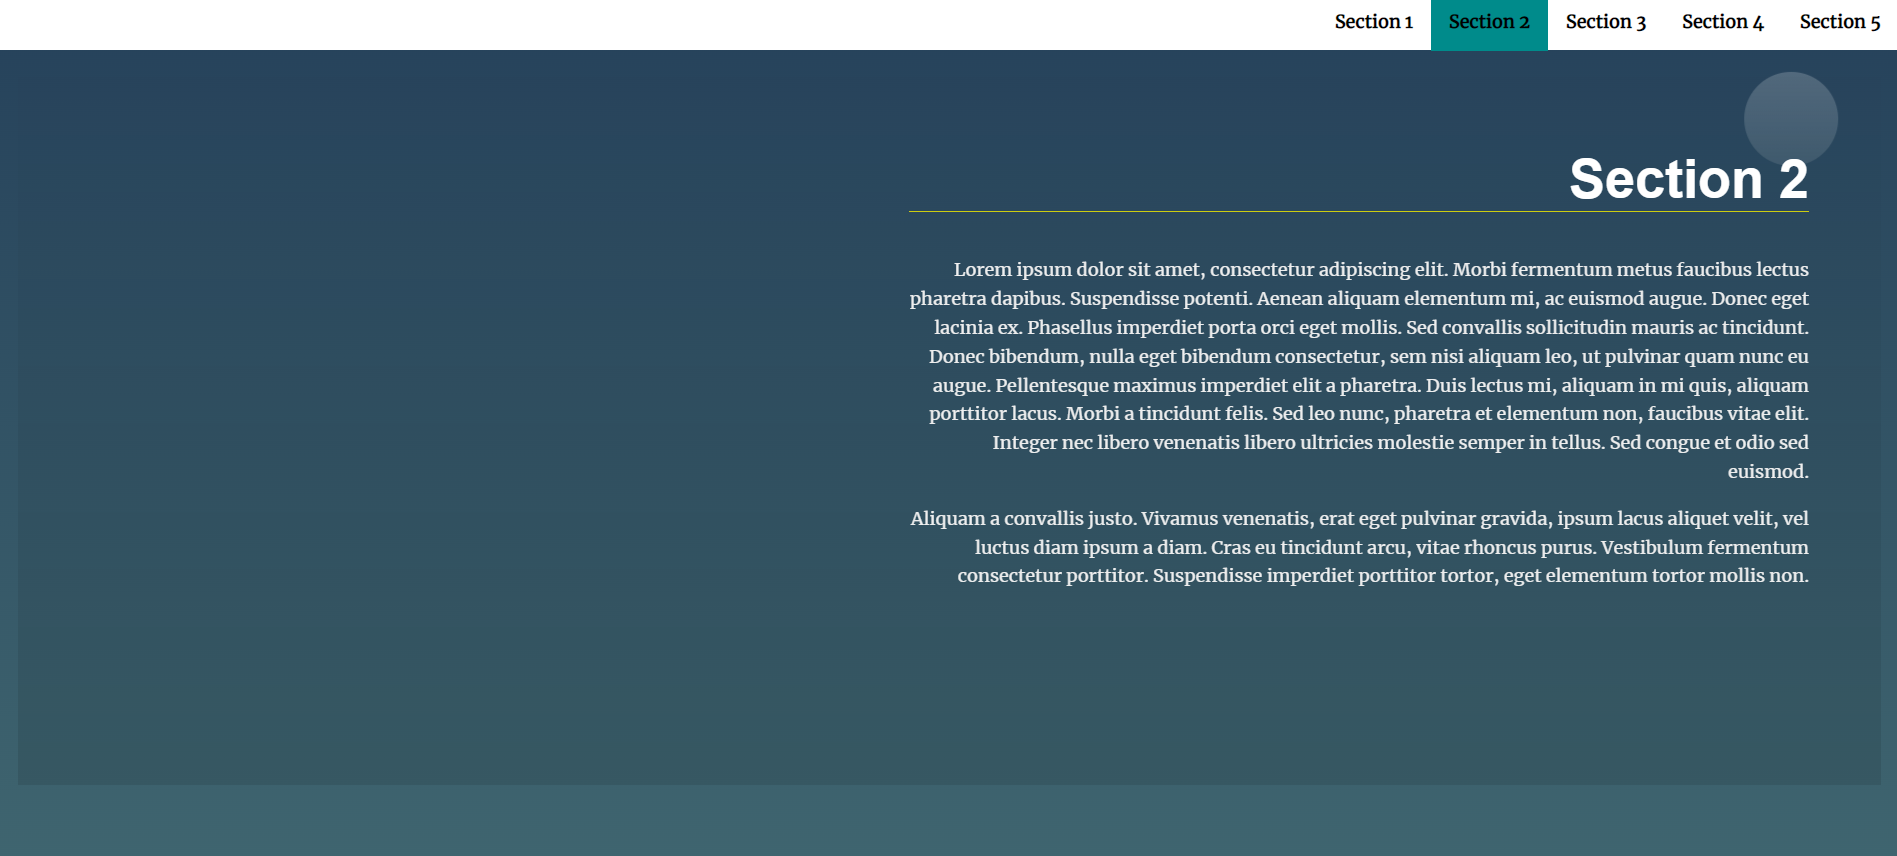 Section 1 Section 2 Section 3 Section 4 Section 5
Section 2
Lorem ipsum dolor sit amet, consectetur adipiscing elit. Morbi fermentum metus faucibus lectus
pharetra dapibus. Suspendisse potenti. Aenean aliquam elementum mi, ac euismod augue. Donec eget
lacinia ex. Phasellus imperdiet porta orci eget mollis. Sed convallis sollicitudin mauris ac tincidunt.
Donec bibendum, nulla eget bibendum consectetur, sem nisi aliquam leo, ut pulvinar quam nunc eu
augue. Pellentesque maximus imperdiet elit a pharetra. Duis lectus mi, aliquam in mi quis, aliquam
porttitor lacus. Morbi a tincidunt felis. Sed leo nunc, pharetra et elementum non, faucibus vitae elit.
Integer nec libero venenatis libero ultricies molestie semper in tellus. Sed congue et odio sed
euismod.
Aliquam a convallis justo. Vivamus venenatis, erat eget pulvinar gravida, ipsum lacus aliquet velit, vel
luctus diam ipsum a diam. Cras eu tincidunt arcu, vitae rhoncus purus. Vestibulum fermentum
consectetur porttitor. Suspendisse imperdiet porttitor tortor, eget elementum tortor mollis non.